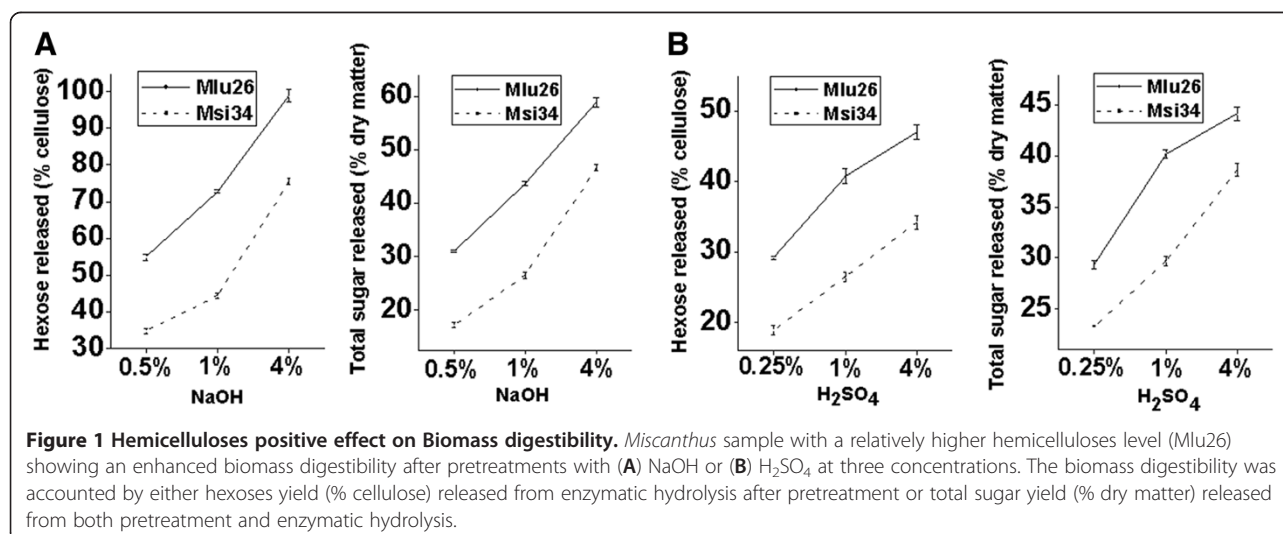 A
B
Hexose released (% cellulose)
100
90
80
70
60
50
40
30
Mlu26
Msi34
0.5% 1% 4%
NaOH
Total sugar released (% dry matter)
60
50
40
30
20
Mlu26
Msi34
0.5% 1% 4%
NaOH
Hexose released (% cellulose)
50
40
30
20
Mlu26
Msi34
0.25% 1% 4%
H₂SO₄
Total sugar released (% dry matter)
45
40
35
30
25
Mlu26
Msi34
0.25% 1% 4%
H₂SO₄
Figure 1 Hemicelluloses positive effect on Biomass digestibility. Miscanthus sample with a relatively higher hemicelluloses level (Mlu26)
showing an enhanced biomass digestibility after pretreatments with (A) NaOH or (B) H₂SO₄ at three concentrations. The biomass digestibility was
accounted by either hexoses yield (% cellulose) released from enzymatic hydrolysis after pretreatment or total sugar yield (% dry matter) released
from both pretreatment and enzymatic hydrolysis.